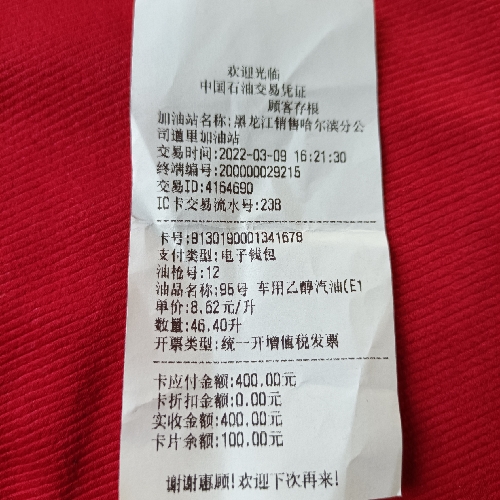 欢迎光临
中国石油交易凭证
顾客存根
加油站名称:黑龙江销售哈尔滨分公
司道里加油站
交易时间:2022-03-09 16:21:30
终端编号:200000029215
交易ID:4164690
IC卡交易流水号:238
卡号:9130190001341678
支付类型:电子钱包
油枪号:12
油品名称:95号 车用乙醇汽油(E1
单价:8.62元/升
数量:46.40升
开票类型:统一开增值税发票
卡应付金额:400.00元
卡折扣金额:0.00元
实收金额:400.00元
卡片余额:100.00元
谢谢惠顾!欢迎下次再来!